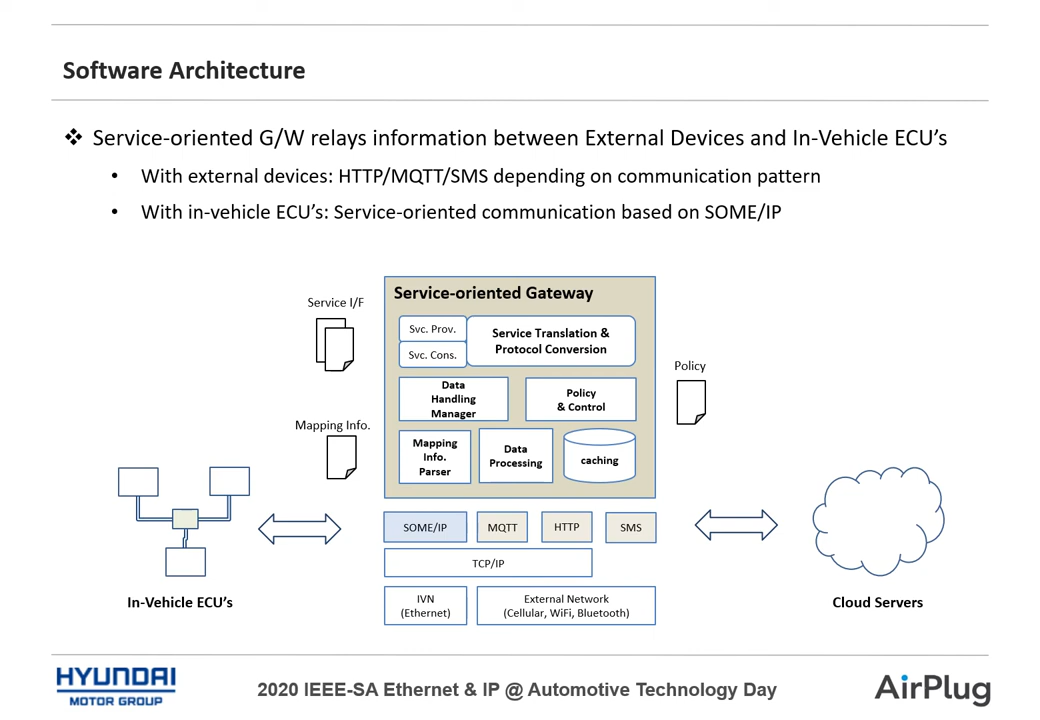 Software Architecture
❖ Service-oriented G/W relays information between External Devices and In-Vehicle ECU's
• With external devices: HTTP/MQTT/SMS depending on communication pattern
• With in-vehicle ECU's: Service-oriented communication based on SOME/IP
Service I/F
Service-oriented Gateway
Svc. Prov.
Svc. Cons.
Service Translation &
Protocol Conversion
Policy
Data
Handling
Manager
Policy
& Control
Mapping Info.
Mapping
Info.
Parser
Data
Processing
caching
SOME/IP
MQTT
HTTP
SMS
TCP/IP
IVN
(Ethernet)
External Network
(Cellular, WiFi, Bluetooth)
In-Vehicle ECU's
Cloud Servers
HYUNDAI
MOTOR GROUP
2020 IEEE-SA Ethernet & IP @ Automotive Technology Day
AirPlug